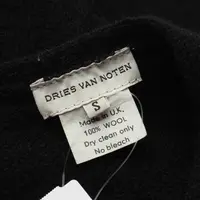 DRIES VAN NOTEN
S
Made in U.K.
100% WOOL
Dry clean only
No bleach